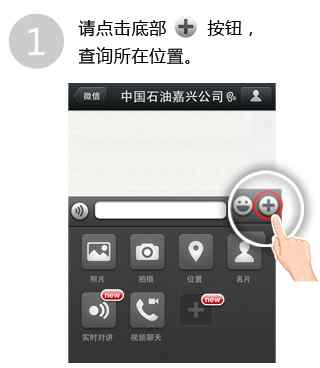 1
请点击底部 按钮，
查询所在位置。
微信
中国石油嘉兴公司
照片
拍摄
位置
名片
new
new
实时对讲
视频聊天